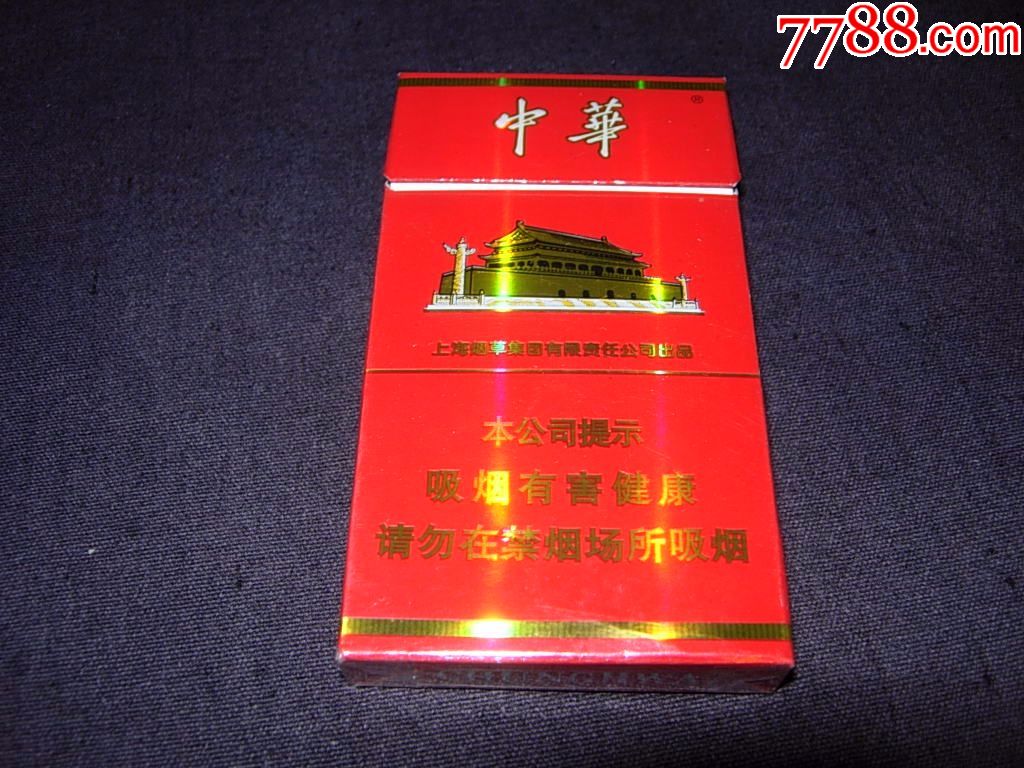 7788.com
中華
®
上海烟草集团有限责任公司出品
本公司提示
吸烟有害健康
请勿在禁烟场所吸烟